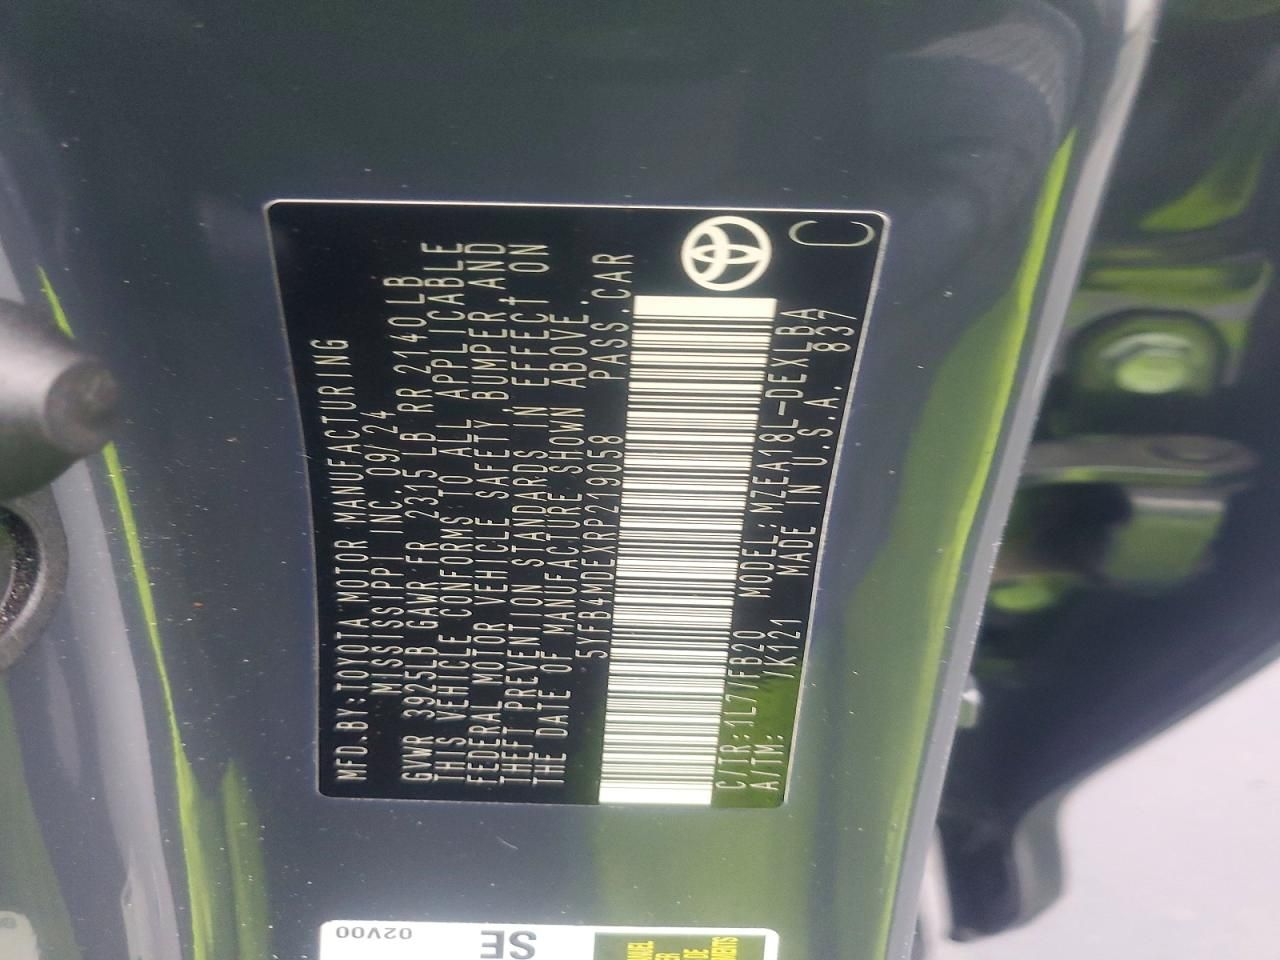 MFD.BY:TOYOTA MOTOR MANUFACTURING
MISSISSIPPI INC. 09/24
GVWR 3925LB GAWR FR 2315 LB RR 2140LB
THIS VEHICLE CONFORMS TO ALL APPLICABLE
FEDERAL MOTOR VEHICLE SAFETY, BUMPER, AND
THEFT PREVENTION STANDARDS IN EFFECT ON
THE DATE OF MANUFACTURE SHOWN ABOVE.
5YFB4MDEXRP219058 PASS.CAR
C/TR:1L7/FB20 MODEL:MZEA18L-DEXLBA
A/TM: /K121 MADE IN U.S.A. 837
C
02V00
SE